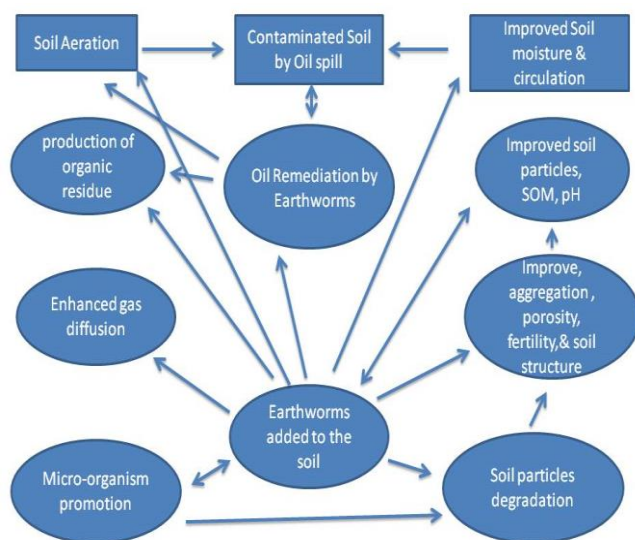 Soil Aeration
Contaminated Soil
by Oil spill
Improved Soil
moisture &
circulation
production of
organic
residue
Oil Remediation by
Earthworms
Improved soil
particles,
SOM, pH
Enhanced gas
diffusion
Improve,
aggregation ,
porosity,
fertility,& soil
structure
Earthworms
added to the
soil
Micro-organism
promotion
Soil particles
degradation